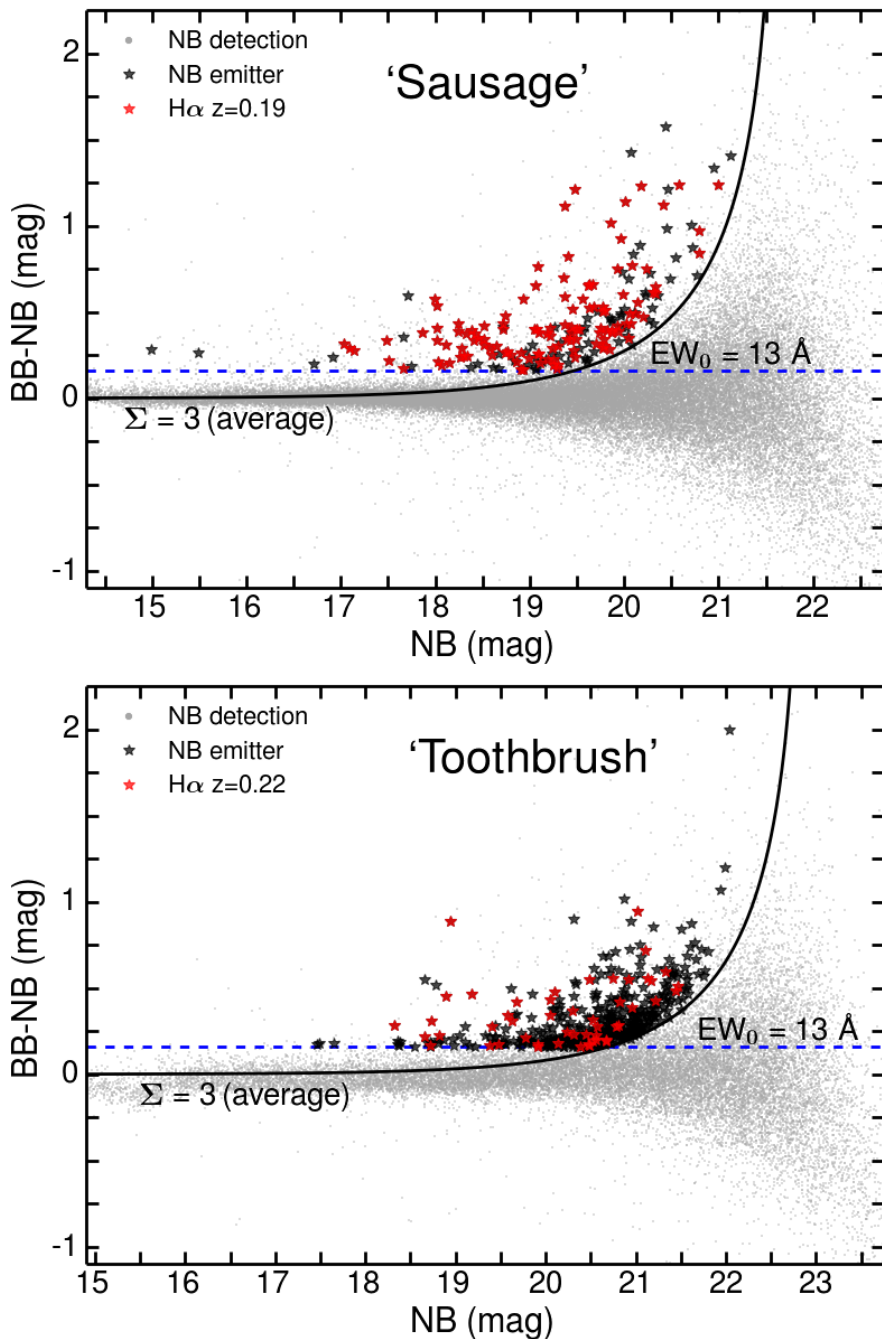 NB detection
NB emitter
Hα z=0.19
'Sausage'
EW₀ = 13 Å
Σ = 3 (average)
2
1
0
-1
BB-NB (mag)
15 16 17 18 19 20 21 22
NB (mag)
NB detection
NB emitter
Hα z=0.22
'Toothbrush'
EW₀ = 13 Å
Σ = 3 (average)
2
1
0
-1
BB-NB (mag)
15 16 17 18 19 20 21 22 23
NB (mag)